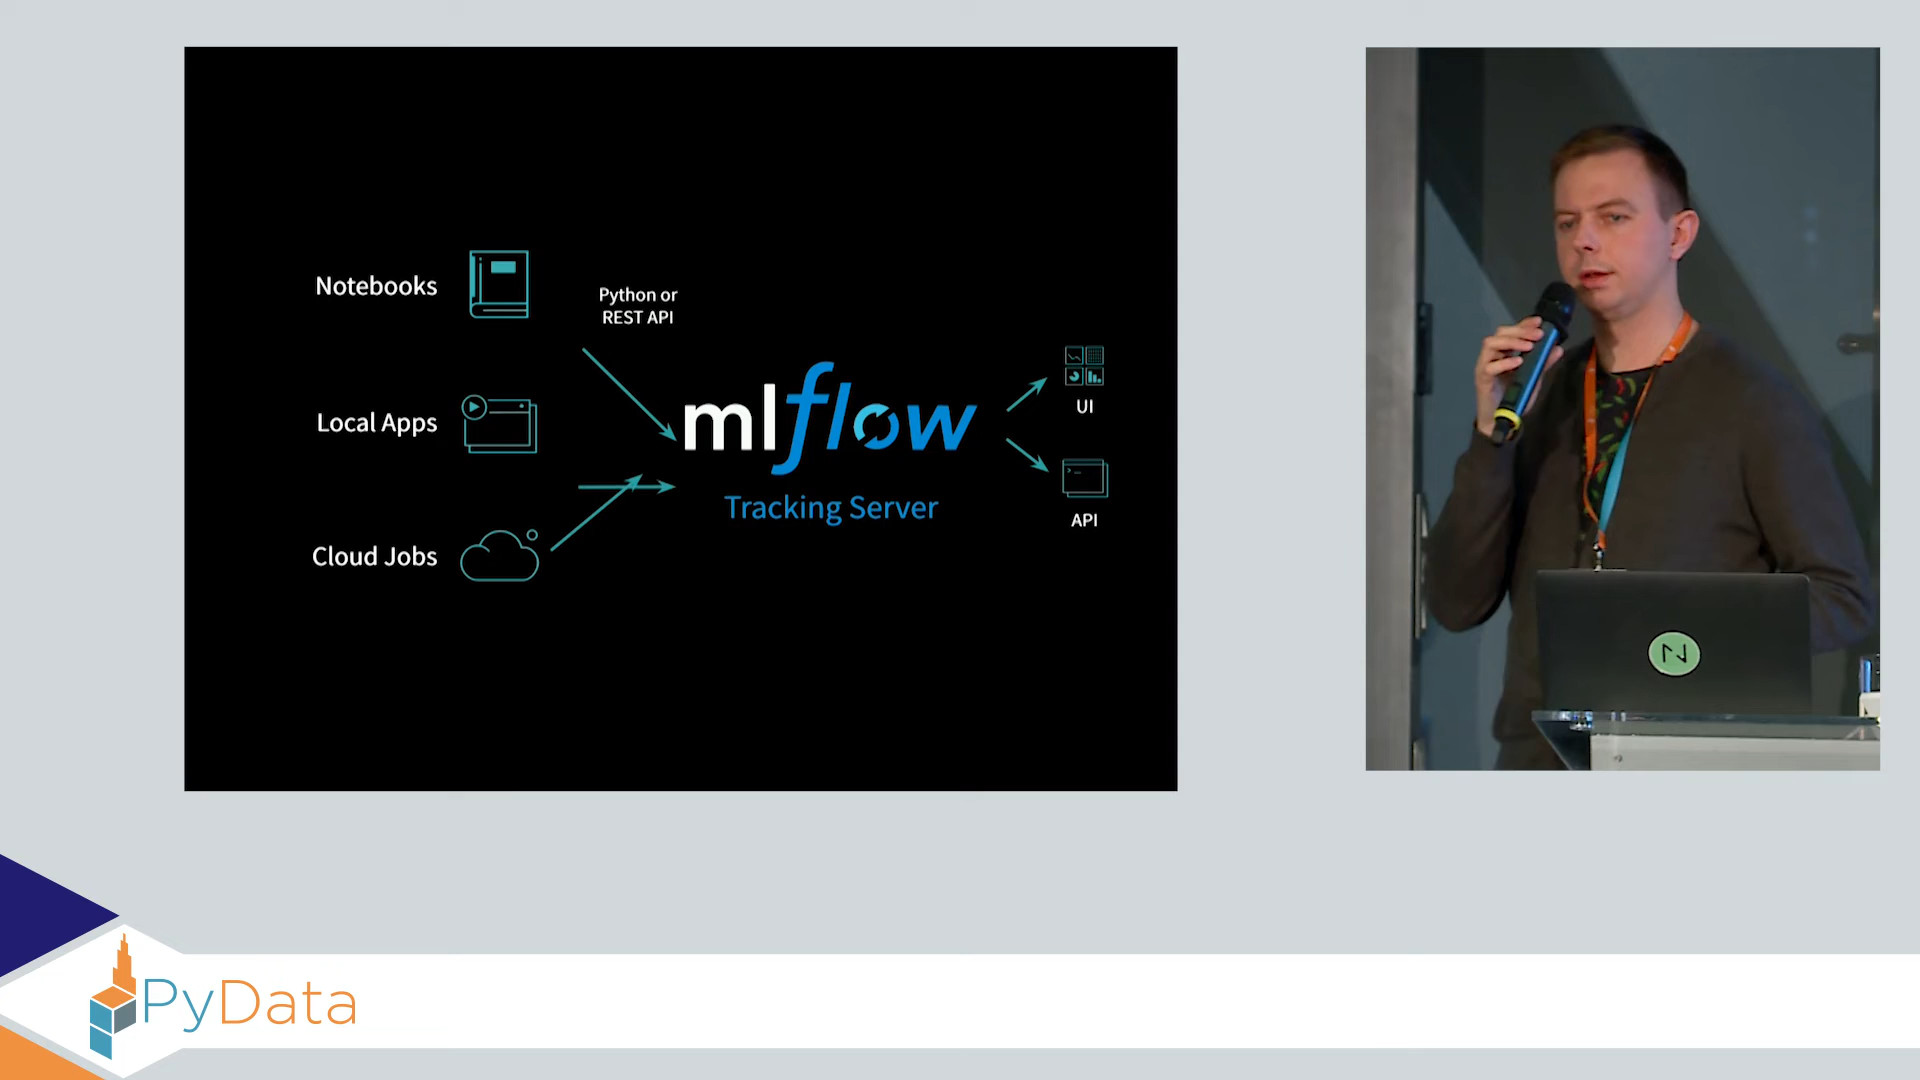 Notebooks
Python or
REST API
Local Apps
mlflow
Tracking Server
Cloud Jobs
UI
API
PyData